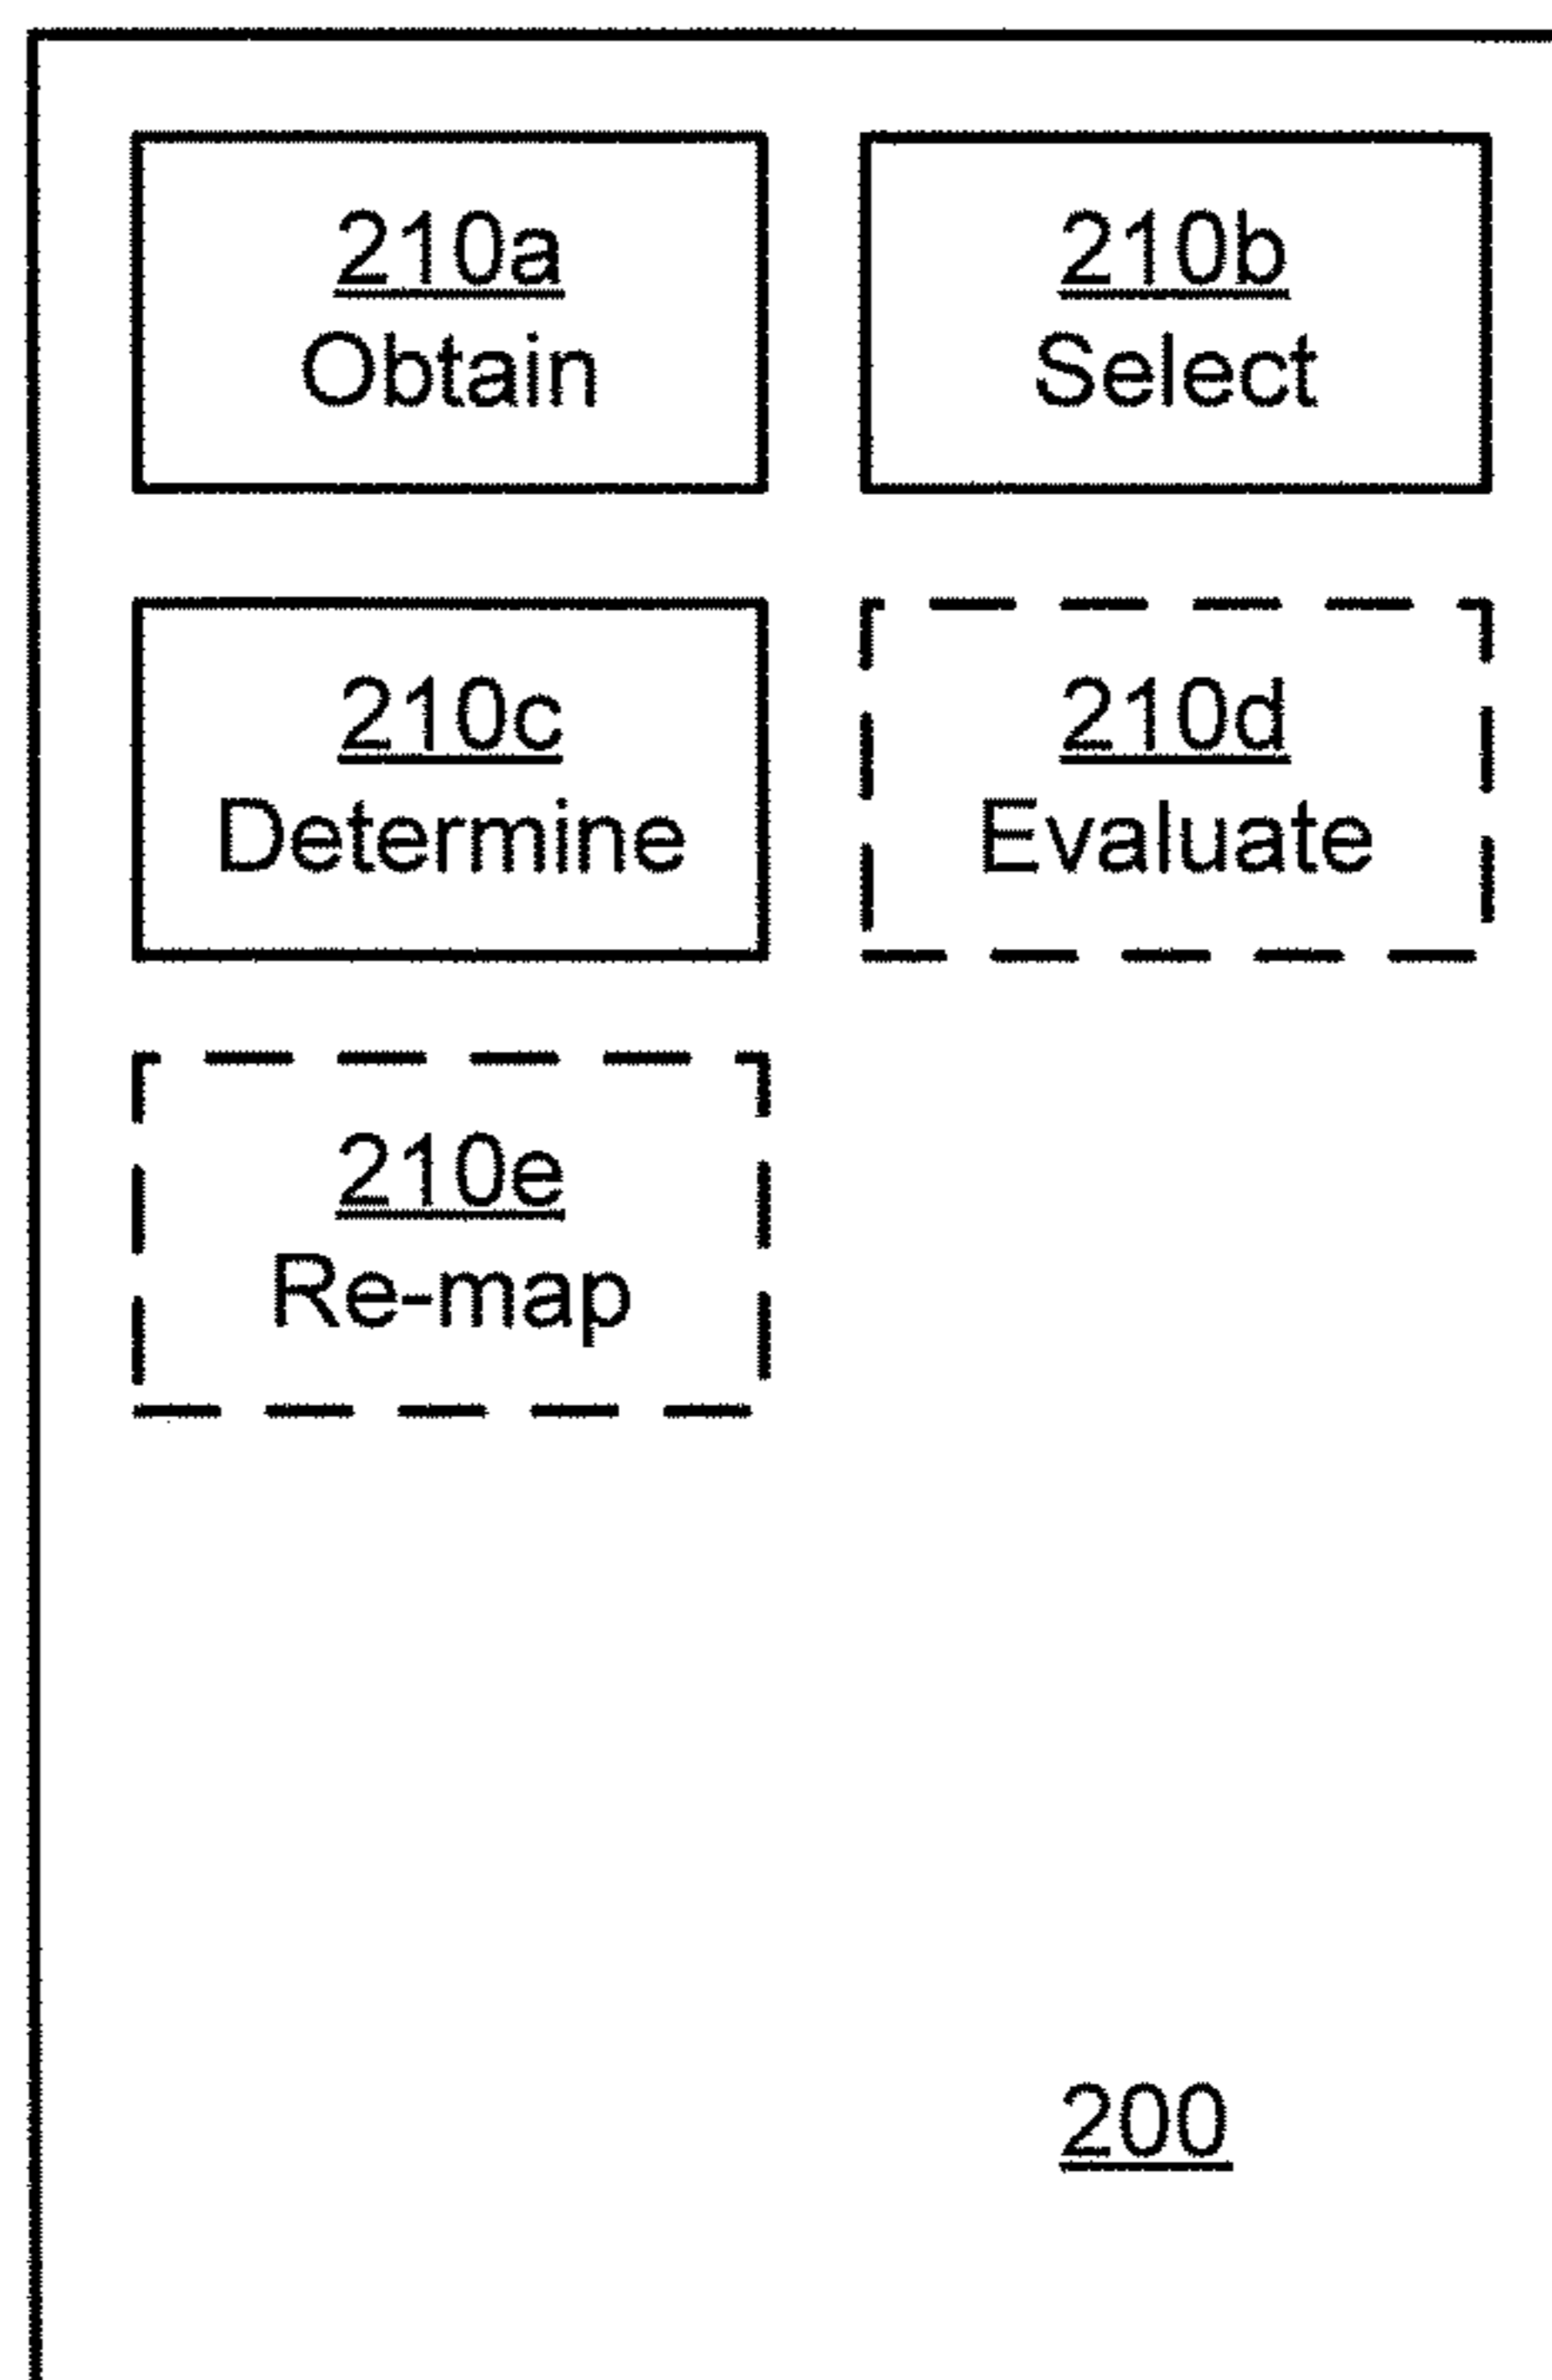 210a
Obtain
210b
Select
210c
Determine
210d
Evaluate
210e
Re-map
200